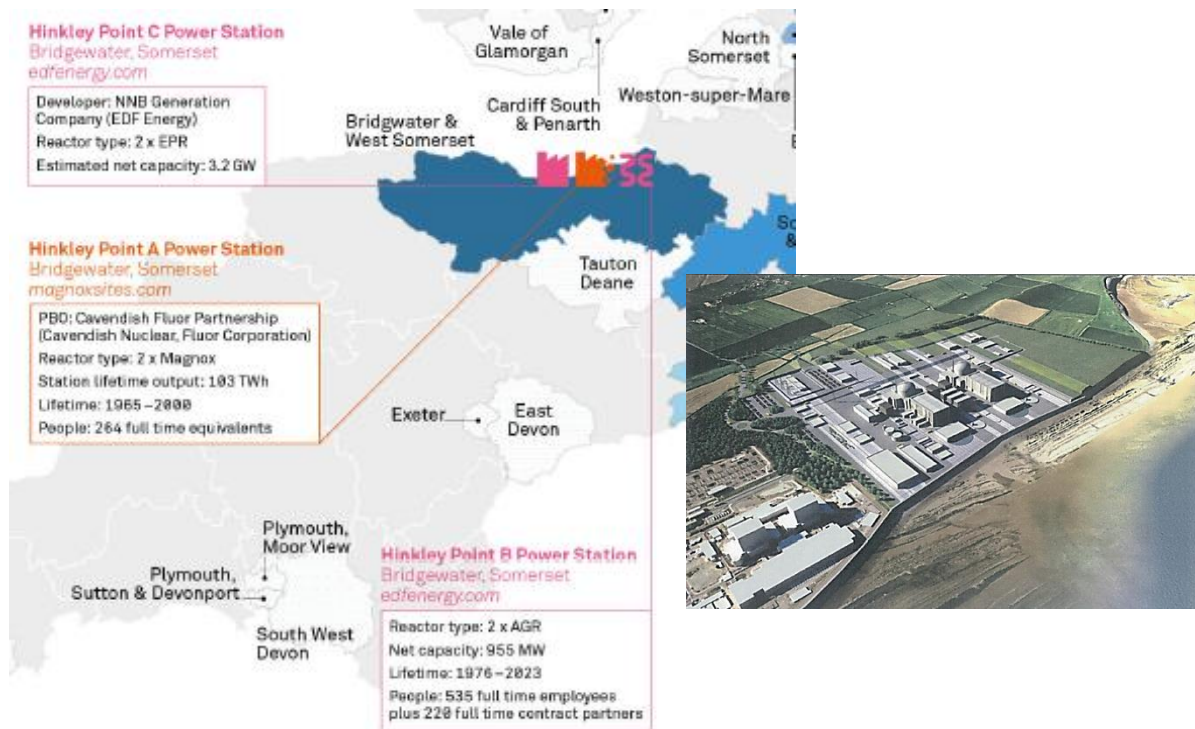 Hinkley Point C Power Station
Bridgewater, Somerset
edfenergy.com
Developer: NNB Generation
Company (EDF Energy)
Reactor type: 2 x EPR
Estimated net capacity: 3.2 GW
Vale of
Glamorgan
North
Somerset
Weston-super-Mare
Cardiff South
& Penarth
Bridgwater &
West Somerset
Hinkley Point A Power Station
Bridgewater, Somerset
magnoxsites.com
PBO: Cavendish Fluor Partnership
(Cavendish Nuclear, Fluor Corporation)
Reactor type: 2 x Magnox
Station lifetime output: 103 TWh
Lifetime: 1965–2000
People: 264 full time equivalents
Tauton
Deane
Exeter
East
Devon
Plymouth,
Moor View
Plymouth,
Sutton & Devonport
South West
Devon
Hinkley Point B Power Station
Bridgewater, Somerset
edfenergy.com
Reactor type: 2 x AGR
Net capacity: 955 MW
Lifetime: 1976–2023
People: 535 full time employees
plus 220 full time contract partners